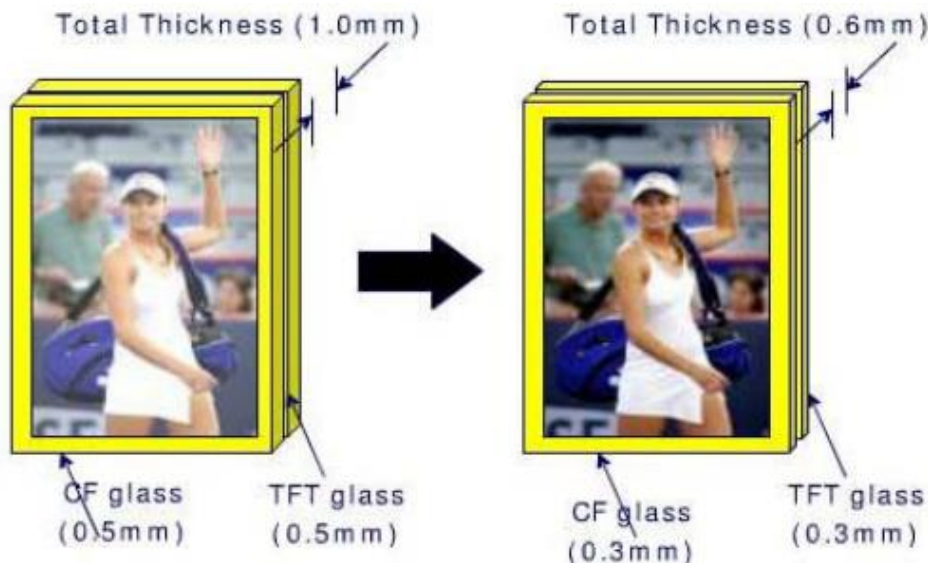 Total Thickness (1.0mm)
Total Thickness (0.6mm)
CF glass
(0.5mm)
TFT glass
(0.5mm)
CF glass
(0.3mm)
TFT glass
(0.3mm)